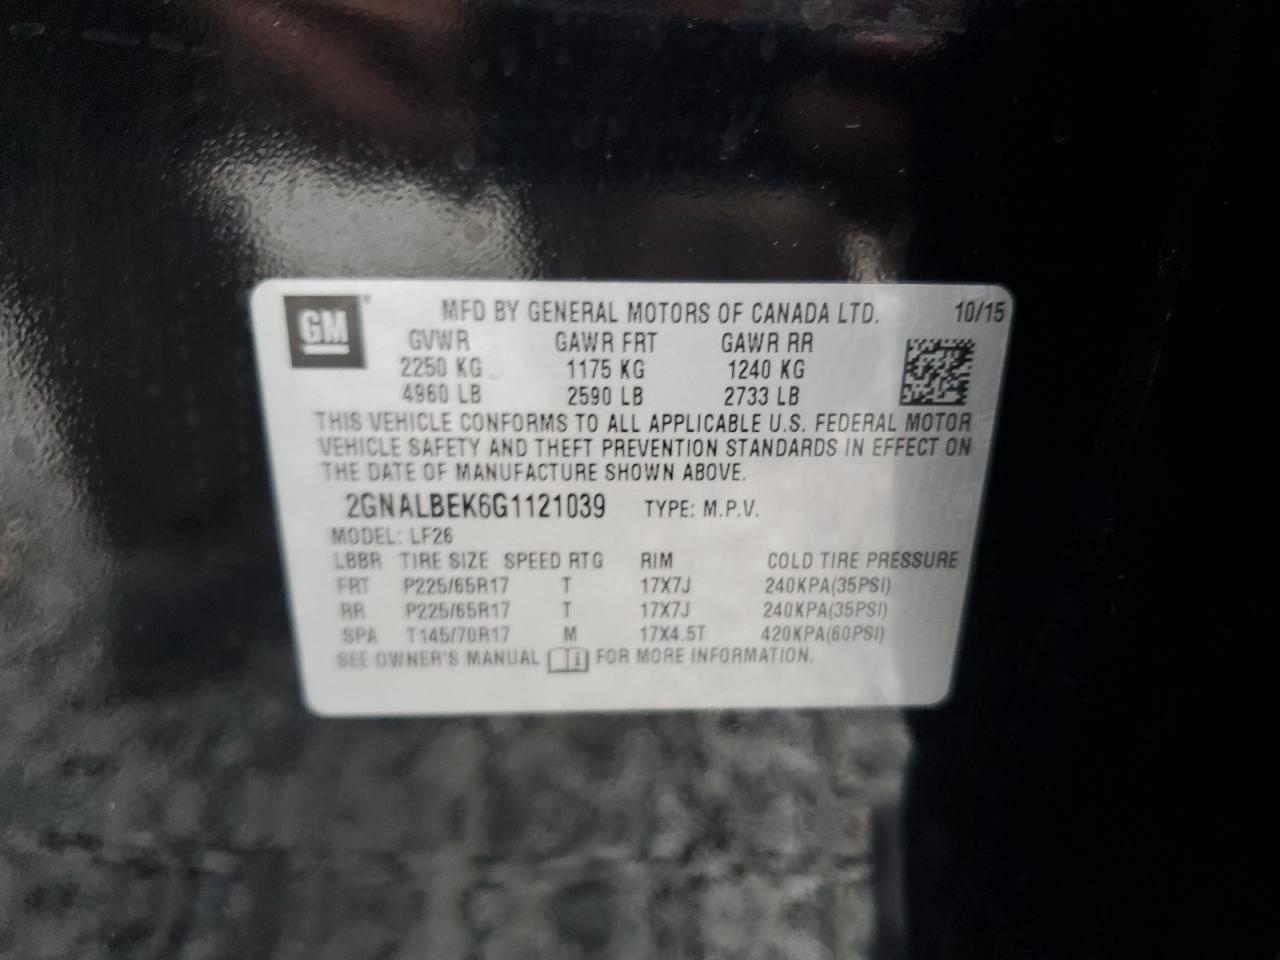 GM ® MFD BY GENERAL MOTORS OF CANADA LTD. 10/15
GVWR GAWR FRT GAWR RR
2250 KG 1175 KG 1240 KG
4960 LB 2590 LB 2733 LB
THIS VEHICLE CONFORMS TO ALL APPLICABLE U.S. FEDERAL MOTOR
VEHICLE SAFETY AND THEFT PREVENTION STANDARDS IN EFFECT ON
THE DATE OF MANUFACTURE SHOWN ABOVE.
2GNALBEK6G1121039 TYPE: M.P.V.
MODEL: LF26
LBBR TIRE SIZE SPEED RTG RIM COLD TIRE PRESSURE
FRT P225/65R17 T 17X7J 240KPA(35PSI)
RR P225/65R17 T 17X7J 240KPA(35PSI)
SPA T145/70R17 M 17X4.5T 420KPA(60PSI)
SEE OWNER'S MANUAL i FOR MORE INFORMATION.